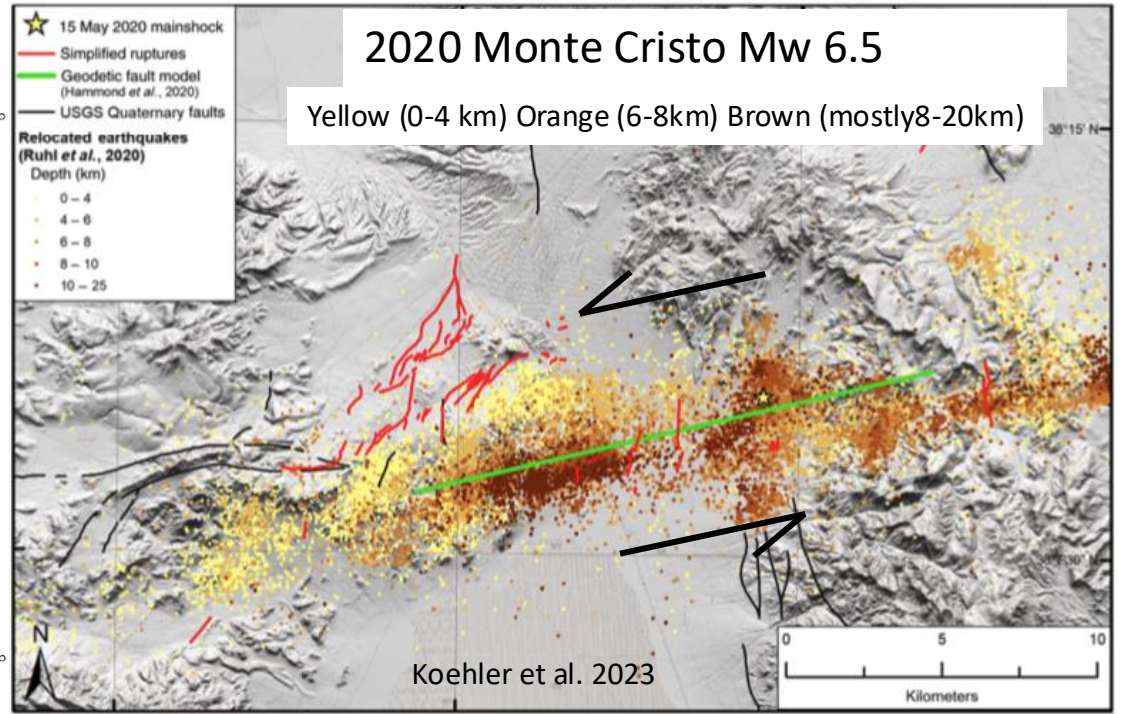 2020 Monte Cristo Mw 6.5
Yellow (0-4 km) Orange (6-8km) Brown (mostly8-20km)
15 May 2020 mainshock
Simplified ruptures
Geodetic fault model
(Hammond et al., 2020)
USGS Quaternary faults
Relocated earthquakes
(Ruhl et al., 2020)
Depth (km)
0 – 4
4 – 6
6 – 8
8 – 10
10 – 25
38°15' N
N
Koehler et al. 2023
0 5 10
Kilometers